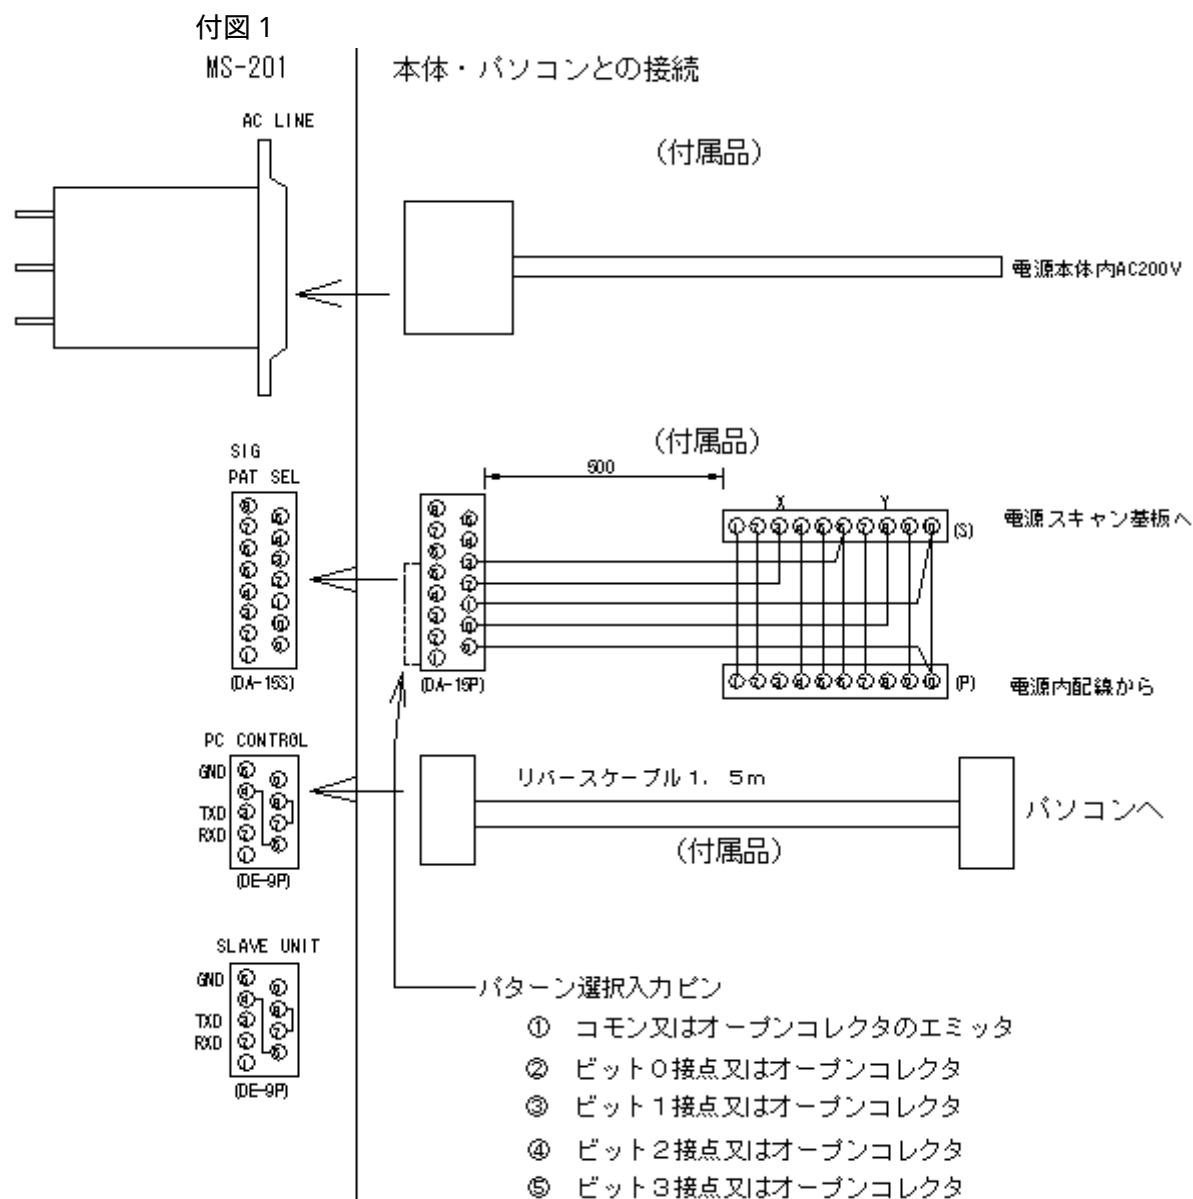 付図1
MS-201
本体・パソコンとの接続
AC LINE
(付属品)
電源本体内AC200V
(付属品)
SIG
PAT SEL
500
X
Y
(S)
電源スキャン基板へ
(DA-15S)
(DA-15P)
(P)
電源内配線から
PC CONTROL
GND
TXD
RXD
(DE-9P)
リバースケーブル1.5m
(付属品)
パソコンへ
SLAVE UNIT
GND
TXD
RXD
(DE-9P)
パターン選択入力ピン
① コモン又はオープンコレクタのエミッタ
② ビット0接点又はオープンコレクタ
③ ビット1接点又はオープンコレクタ
④ ビット2接点又はオープンコレクタ
⑤ ビット3接点又はオープンコレクタ